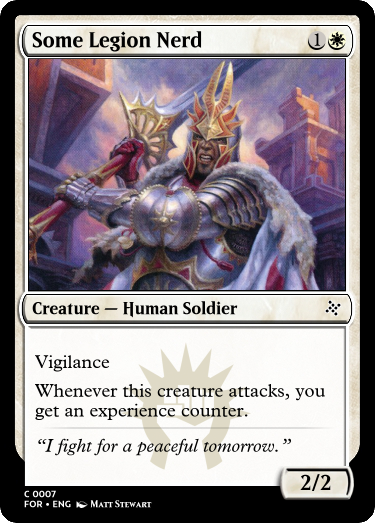 Some Legion Nerd 1
Creature — Human Soldier
Vigilance
Whenever this creature attacks, you
get an experience counter.
“I fight for a peaceful tomorrow.”
2/2
C 0007
FOR • ENG Matt Stewart